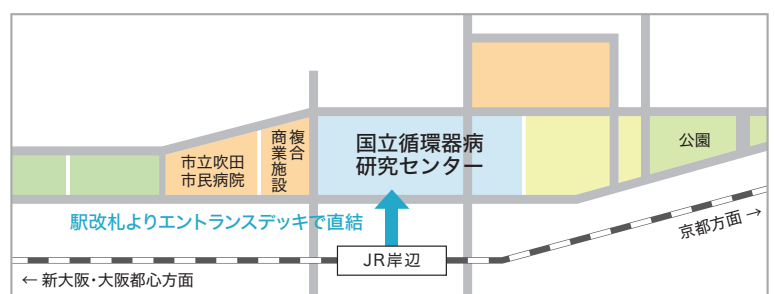 国立循環器病
研究センター
市立吹田
市民病院
複合
商業施設
公園
駅改札よりエントランスデッキで直結
JR岸辺
京都方面 →
← 新大阪・大阪都心方面